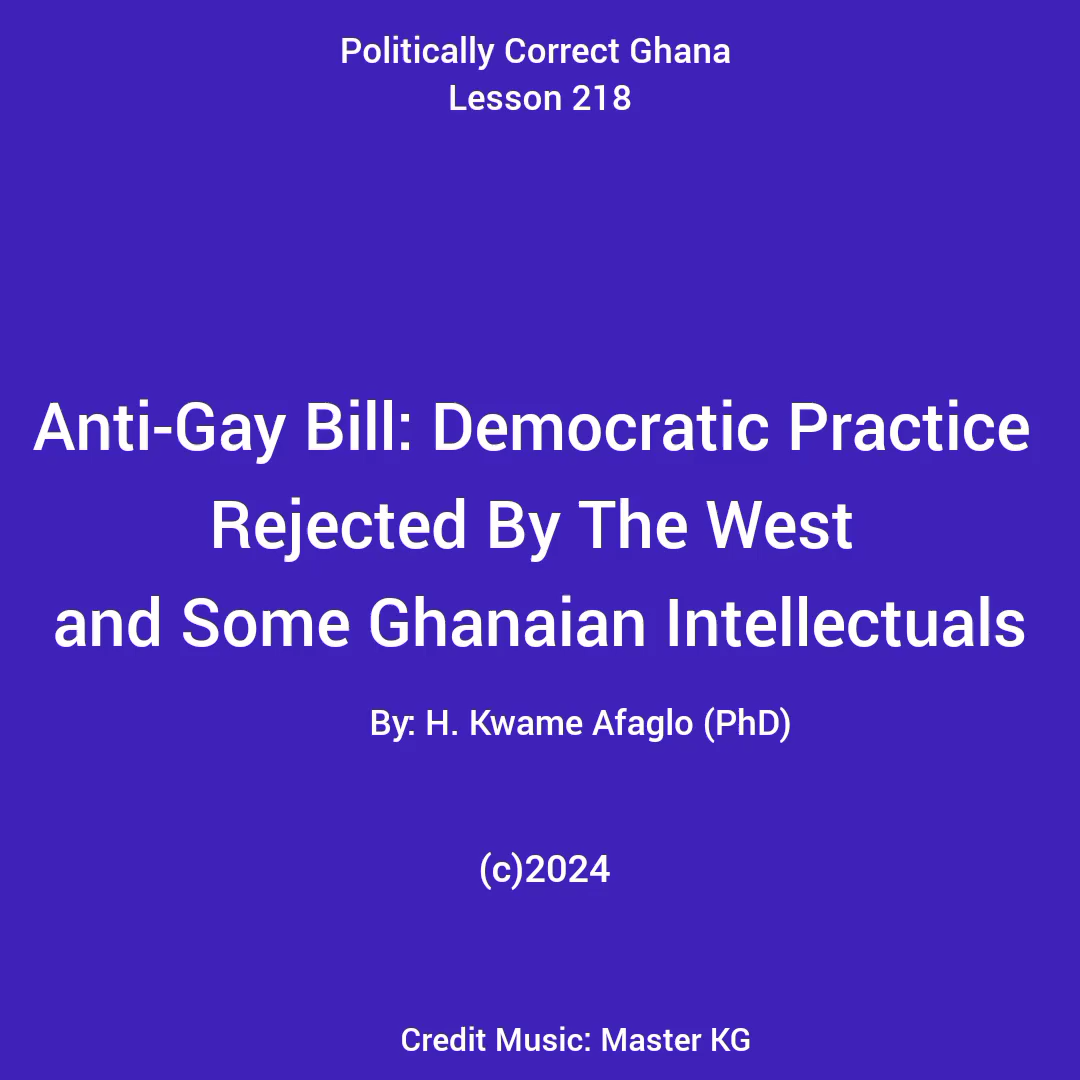 Politically Correct Ghana
Lesson 218
Anti-Gay Bill: Democratic Practice
Rejected By The West
and Some Ghanaian Intellectuals
By: H. Kwame Afaglo (PhD)
(c)2024
Credit Music: Master KG